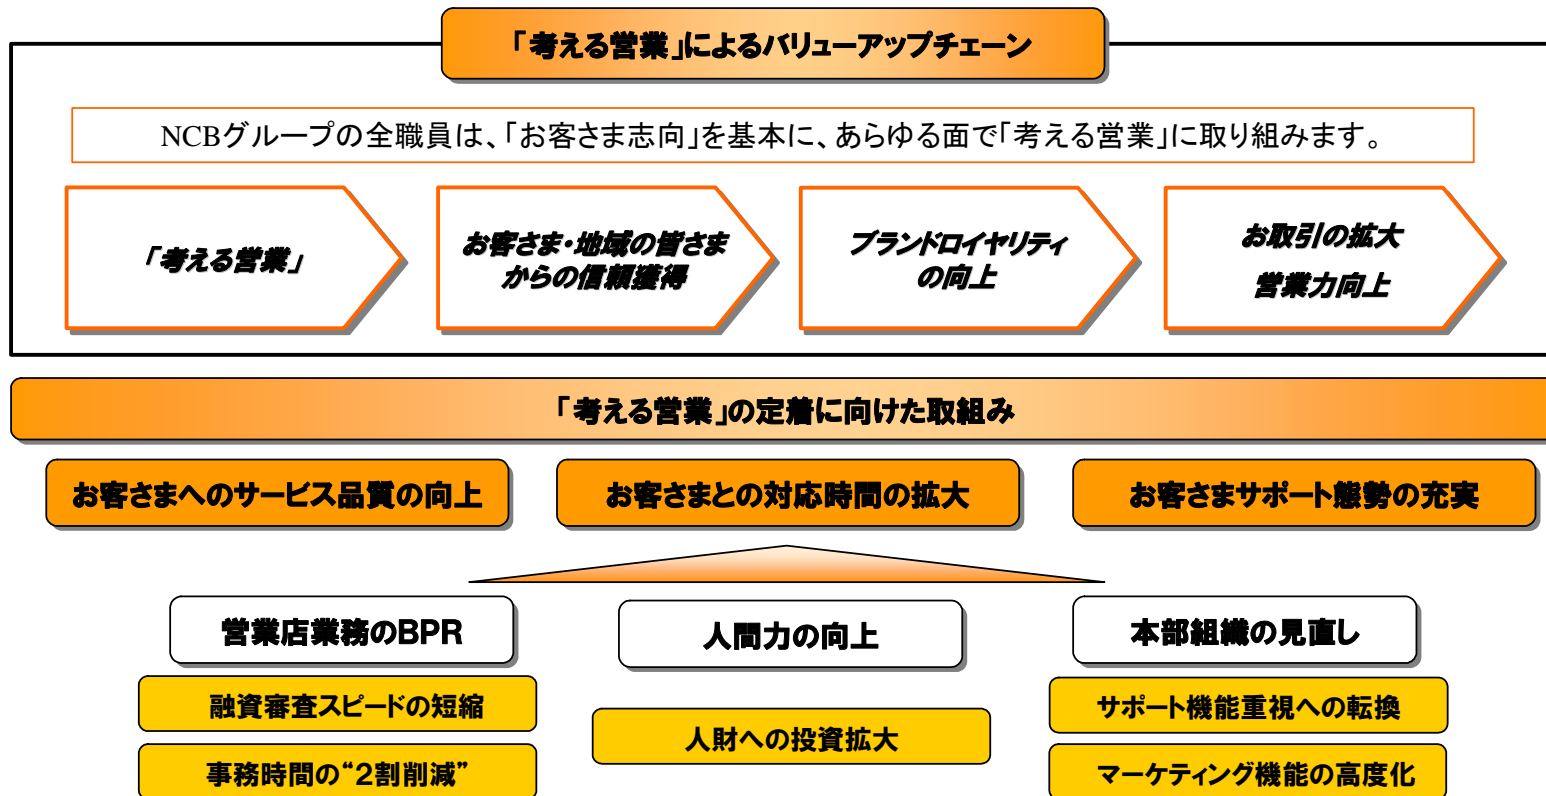 「考える営業」によるバリューアップチェーン
NCBグループの全職員は、「お客さま志向」を基本に、あらゆる面で「考える営業」に取り組みます。
「考える営業」
お客さま・地域の皆さま
からの信頼獲得
ブランドロイヤリティ
の向上
お取引の拡大
営業力向上
「考える営業」の定着に向けた取組み
お客さまへのサービス品質の向上
お客さまとの対応時間の拡大
お客さまサポート態勢の充実
営業店業務のBPR
人間力の向上
本部組織の見直し
融資審査スピードの短縮
事務時間の“2割削減”
人財への投資拡大
サポート機能重視への転換
マーケティング機能の高度化